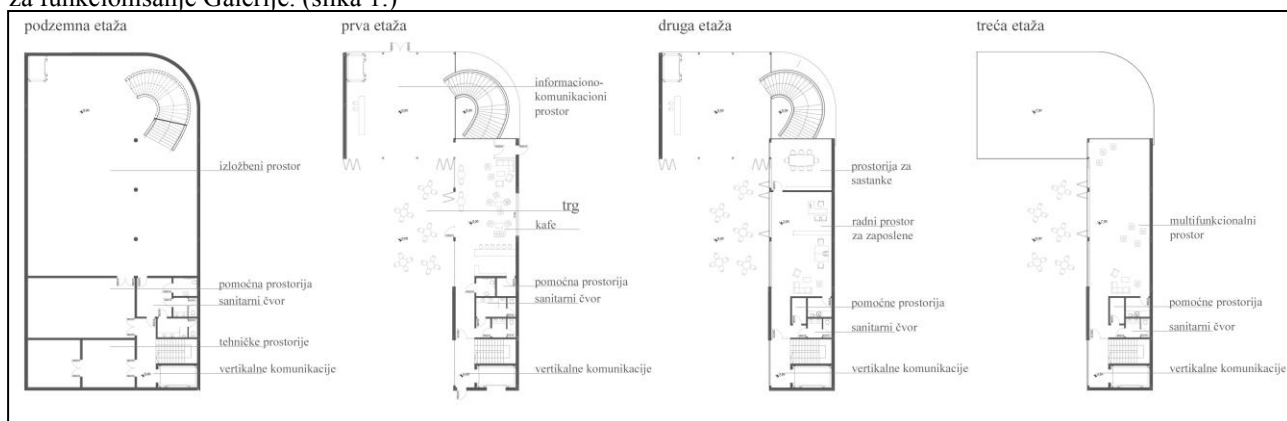 za funkcionisanje Galerije. (slika 1.)
podzemna etaža
izložbeni prostor
pomoćna prostorija
sanitarni čvor
tehničke prostorije
vertikalne komunikacije
prva etaža
informaciono-
komunikacioni
prostor
trg
kafe
pomoćna prostorija
sanitarni čvor
vertikalne komunikacije
druga etaža
prostorija za
sastanke
radni prostor
za zaposlene
pomoćne prostorija
sanitarni čvor
vertikalne komunikacije
treća etaža
multifunkcionalni
prostor
pomoćne prostorija
sanitarni čvor
vertikalne komunikacije